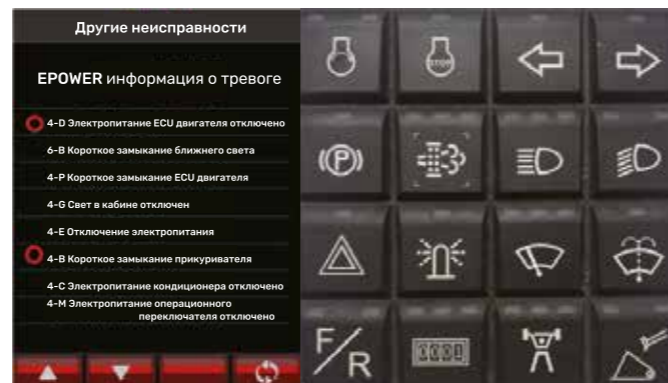 Другие неисправности
EPOWER информация о тревоге
4-D Электропитание ECU двигателя отключено
6-B Короткое замыкание ближнего света
4-P Короткое замыкание ECU двигателя
4-G Свет в кабине отключен
4-E Отключение электропитания
4-B Короткое замыкание прикуривателя
4-C Электропитание кондиционера отключено
4-M Электропитание операционного
переключателя отключено
STOP
(P)
F/R